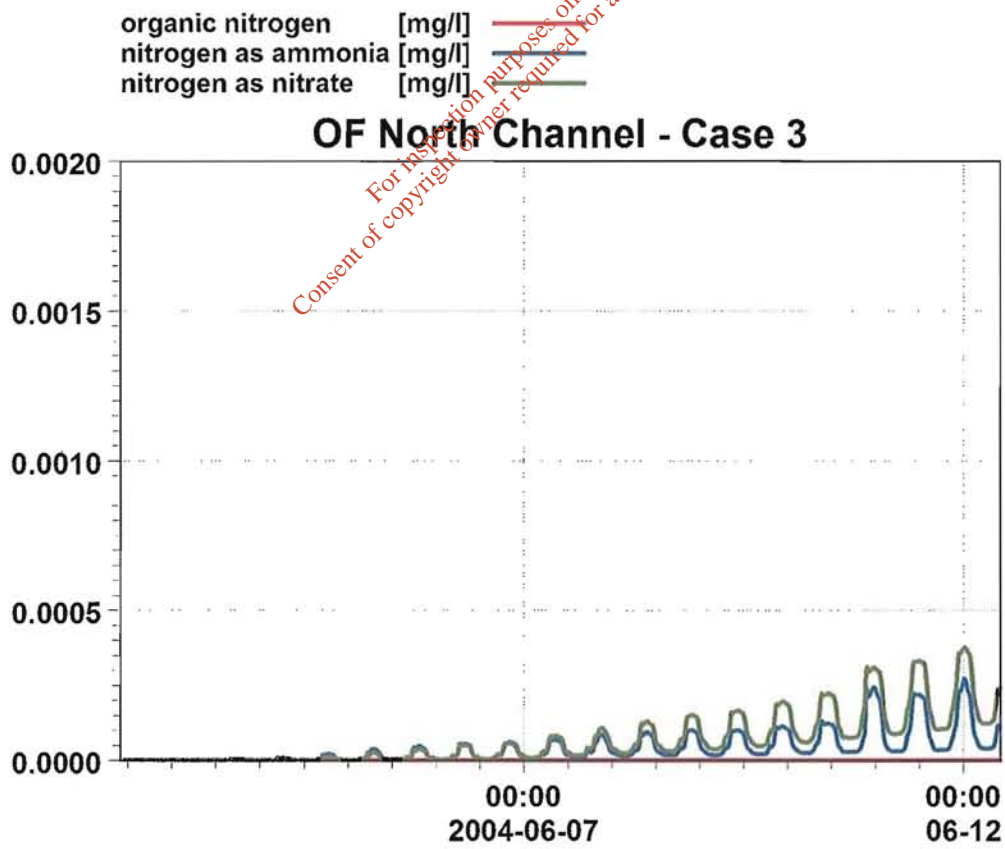 organic nitrogen [mg/l]
nitrogen as ammonia [mg/l]
nitrogen as nitrate [mg/l]
For inspection purposes on
Consent of copyright owner required for a
OF North Channel - Case 3
0.0020
0.0015
0.0010
0.0005
0.0000
00:00
2004-06-07
00:00
06-12